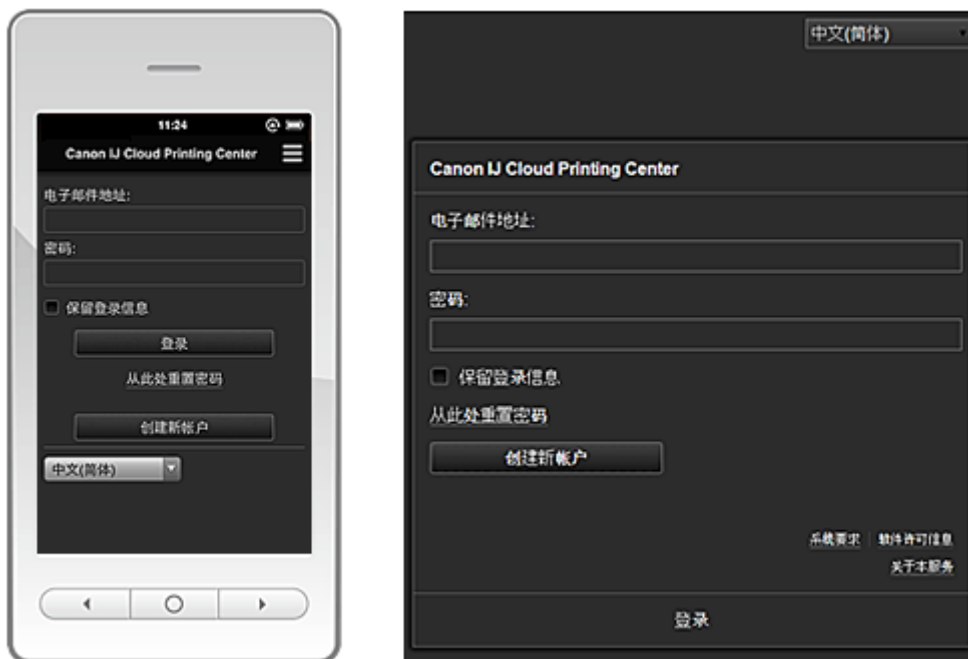 11:24
Canon IJ Cloud Printing Center
电子邮件地址:
密码:
保留登录信息
登录
从此处重置密码
创建新帐户
中文(简体)
中文(简体)
Canon IJ Cloud Printing Center
电子邮件地址:
密码:
保留登录信息
从此处重置密码
创建新帐户
系统要求 软件许可信息
关于本服务
登录